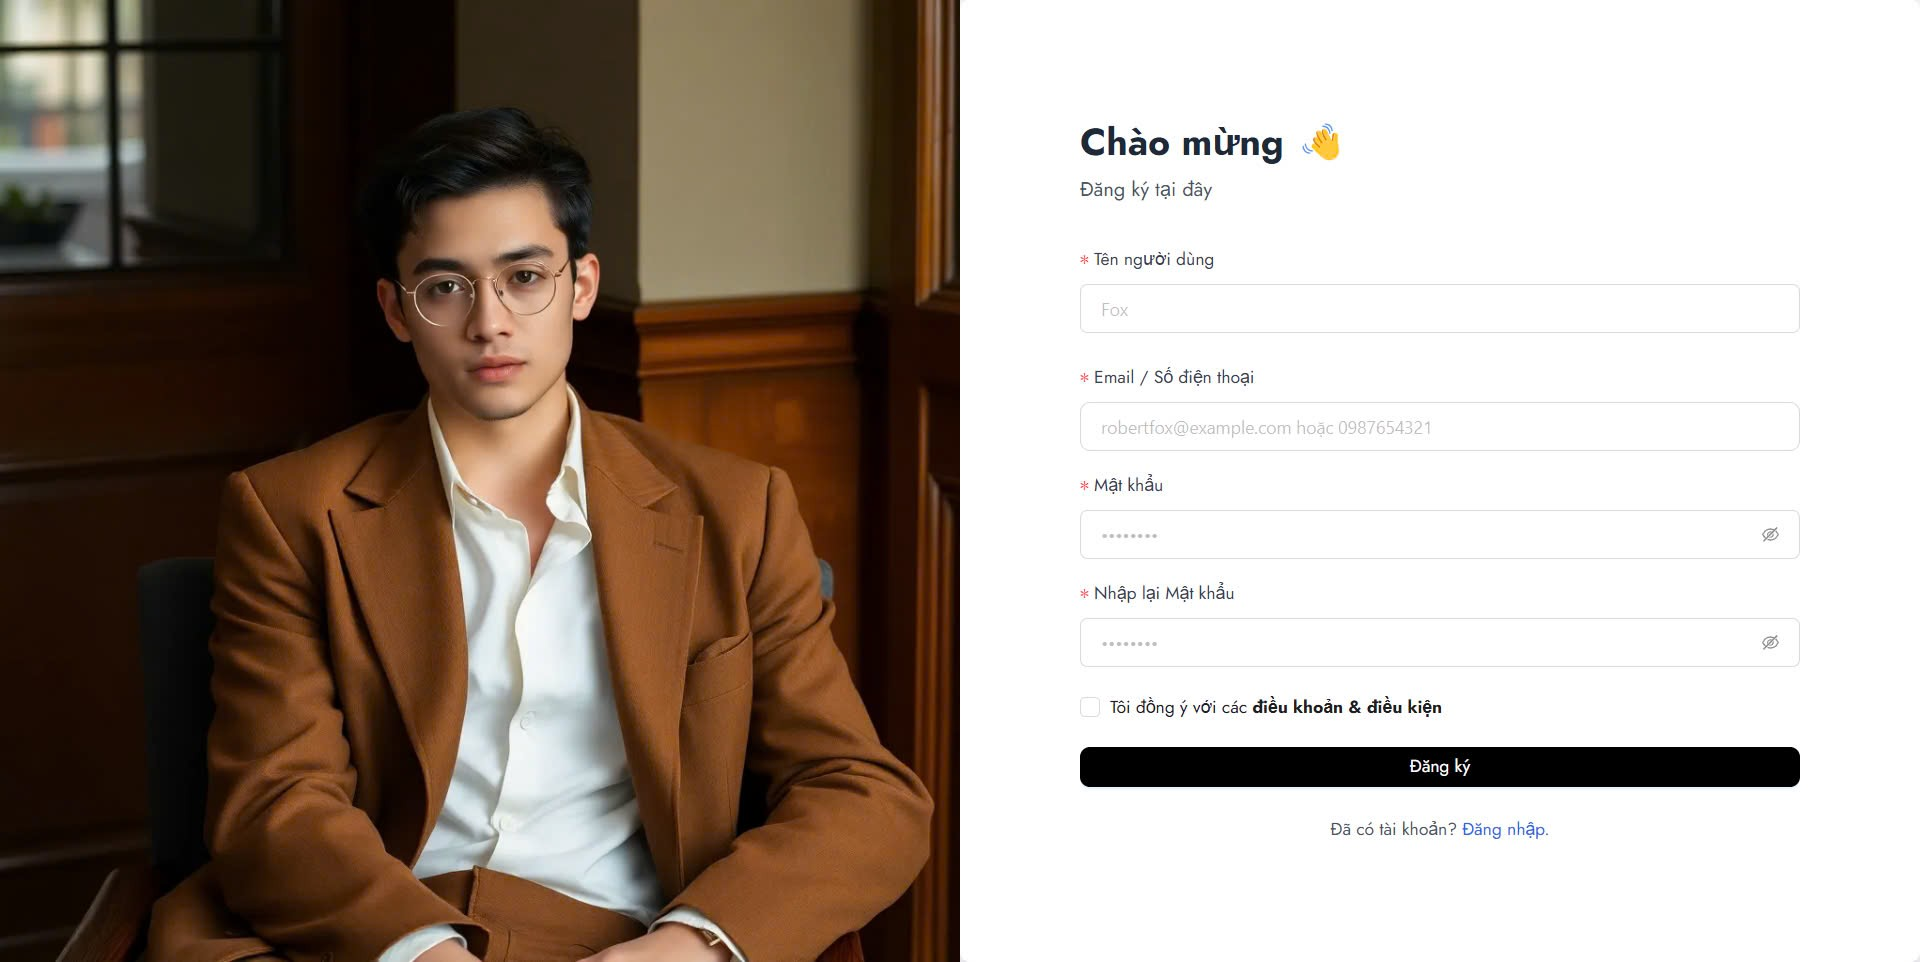 Chào mừng 👋
Đăng ký tại đây
* Tên người dùng
Fox
* Email / Số điện thoại
robertfox@example.com hoặc 0987654321
* Mật khẩu
••••••••
* Nhập lại Mật khẩu
••••••••
Tôi đồng ý với các điều khoản & điều kiện
Đăng ký
Đã có tài khoản? Đăng nhập.